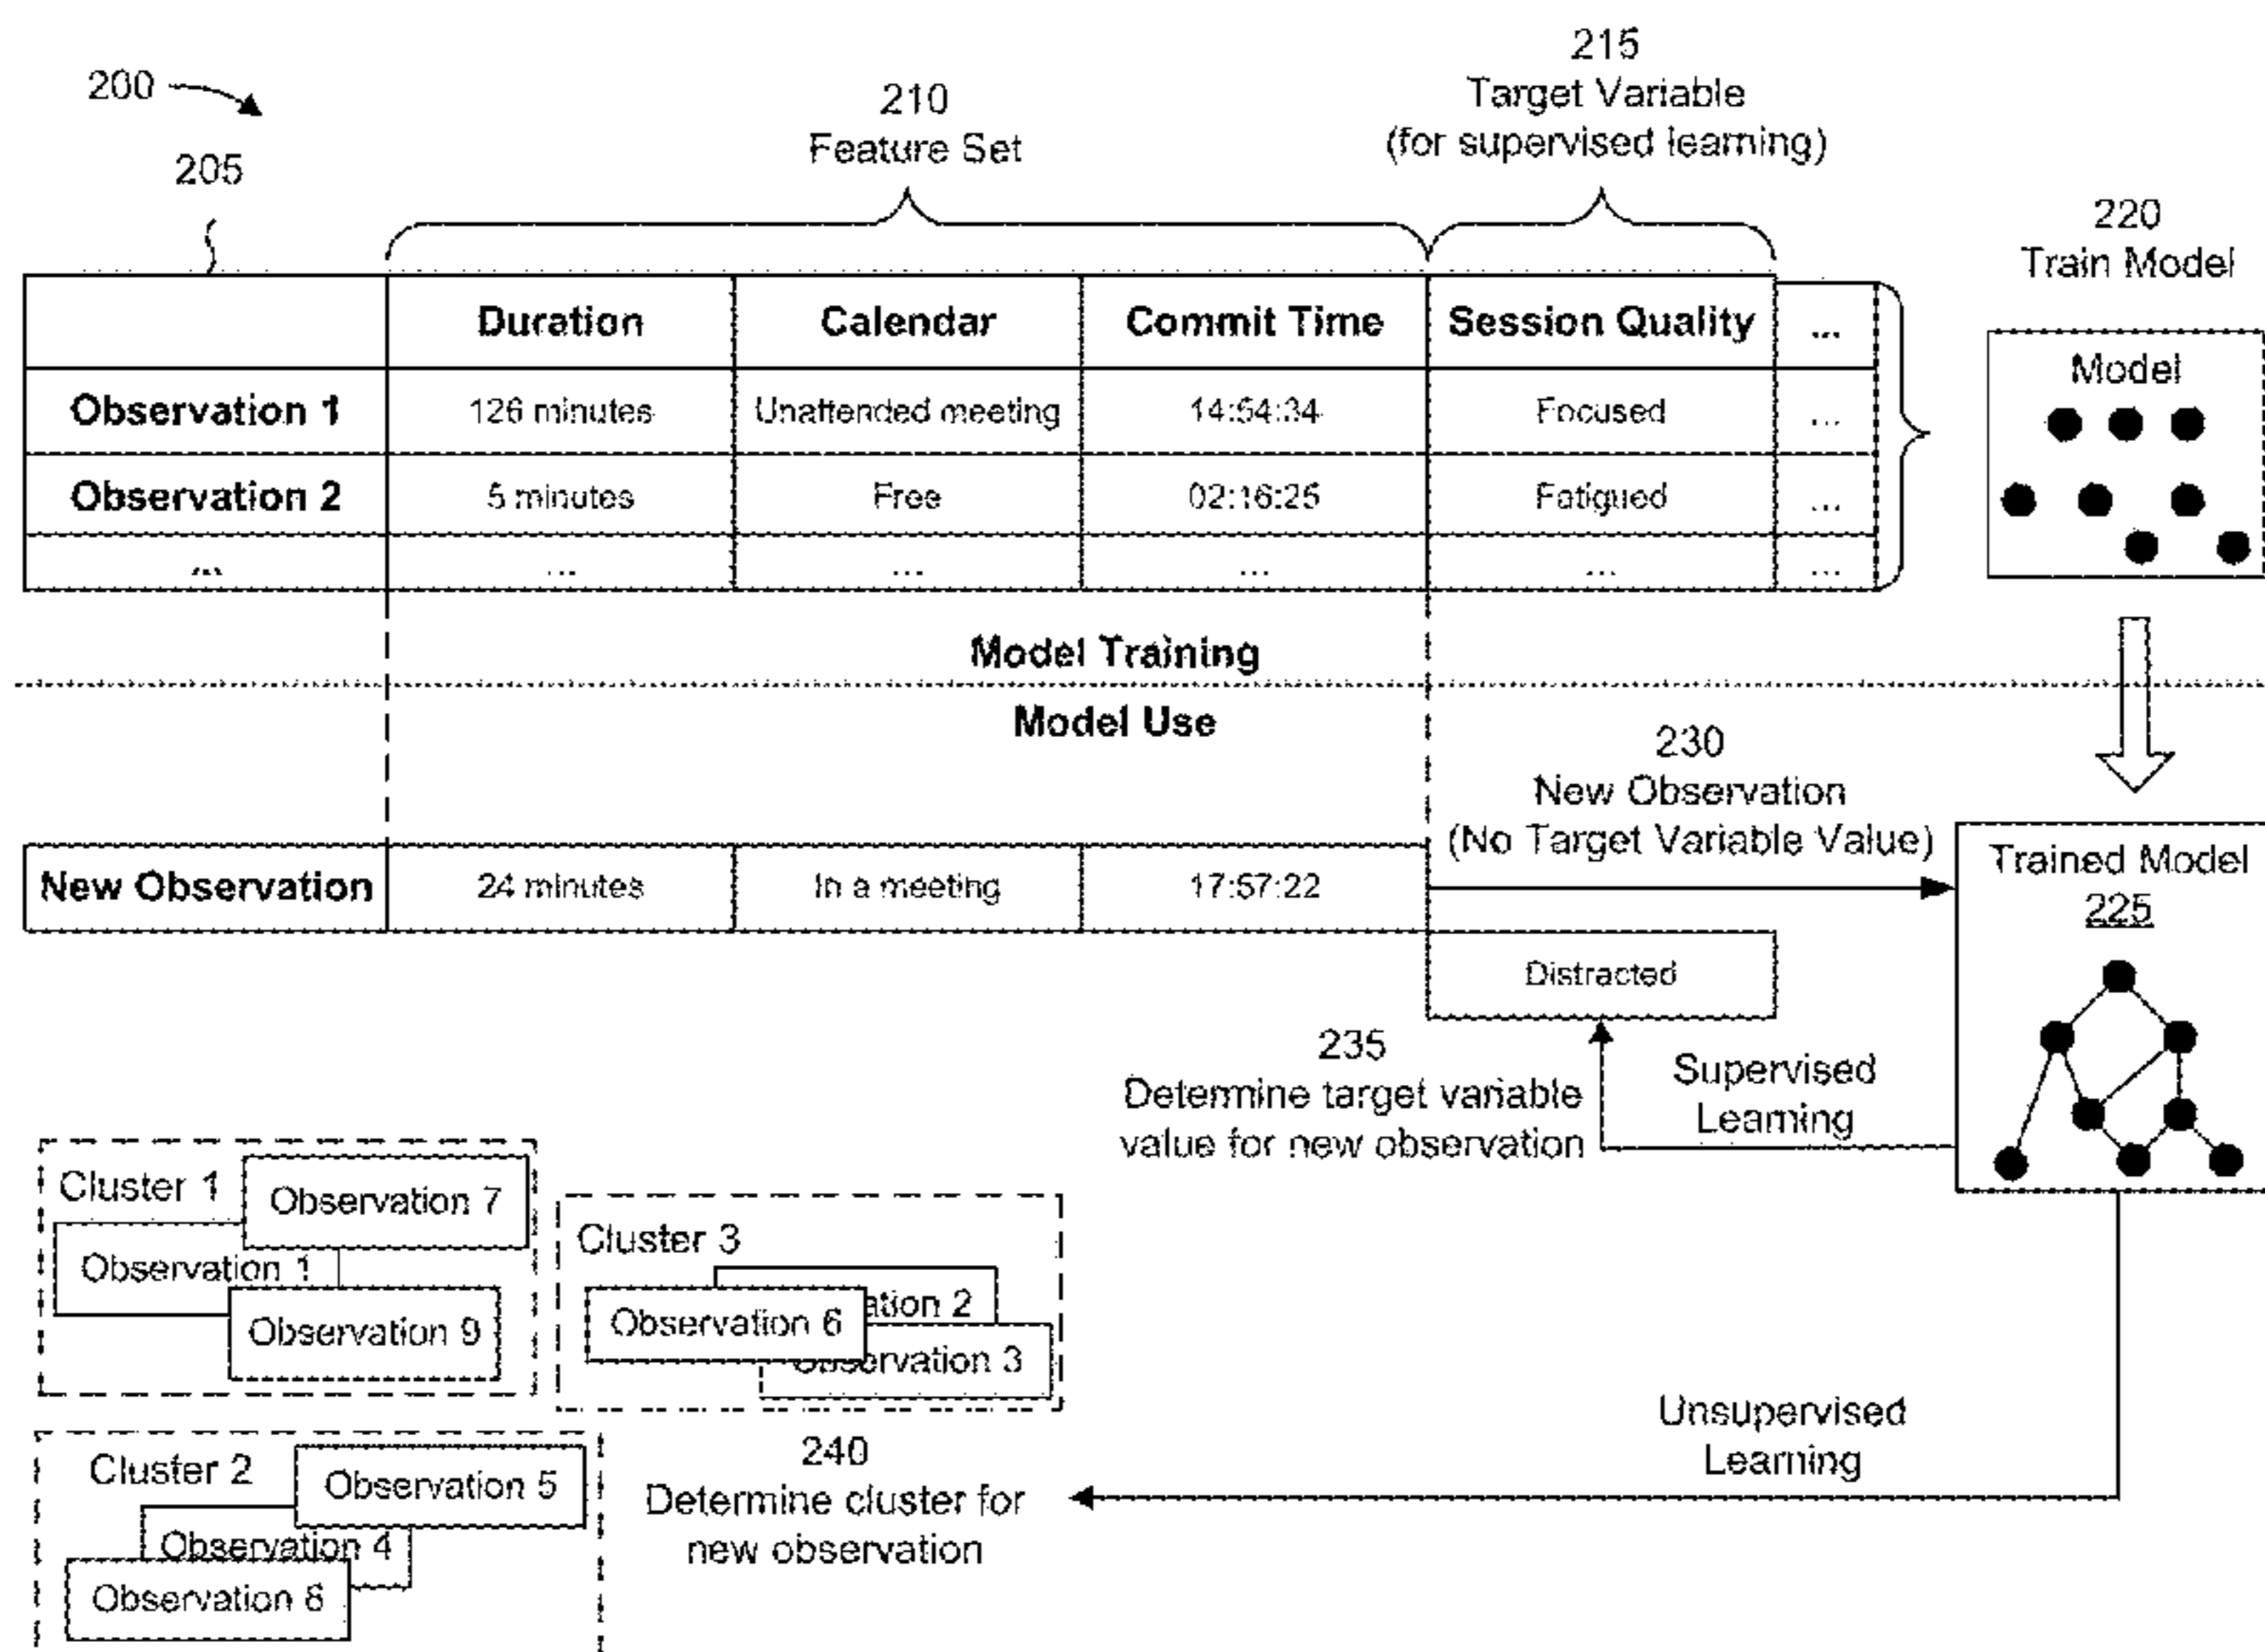 200
205
210
Feature Set
215
Target Variable
(for supervised learning)
220
Train Model
Duration Calendar Commit Time Session Quality ...
Observation 1 126 minutes Unattended meeting 14:54:34 Focused ...
Observation 2 5 minutes Free 02:16:25 Fatigued ...
... ... ... ... ... ...
Model
Model Training
Model Use
230
New Observation
(No Target Variable Value)
New Observation 24 minutes In a meeting 17:57:22
Trained Model
225
Distracted
235
Determine target variable
value for new observation
Supervised
Learning
Cluster 1
Observation 7
Observation 1
Observation 9
Cluster 3
ation 2
Observation 6
Observation 3
Unsupervised
Learning
Cluster 2
Observation 5
Observation 4
Observation 8
240
Determine cluster for
new observation